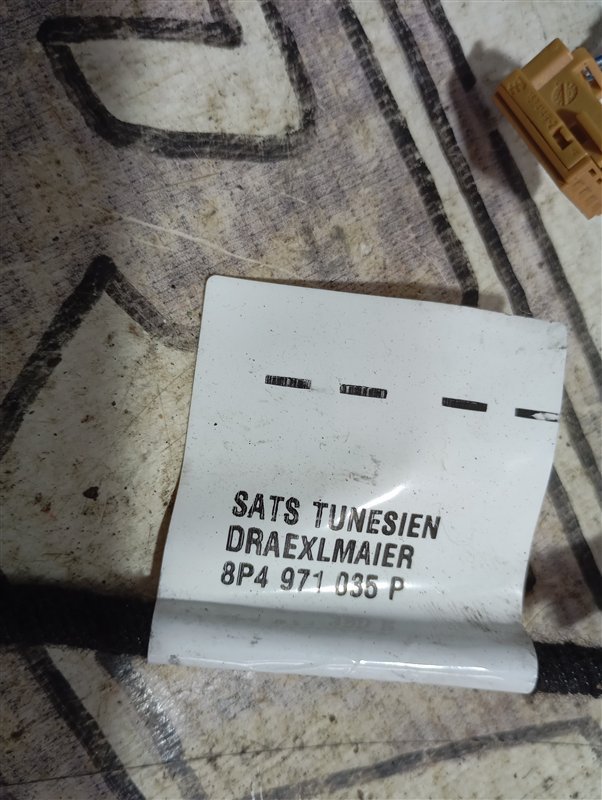 SATS TUNESIEN
DRAEXLMAIER
8P4 971 035 P